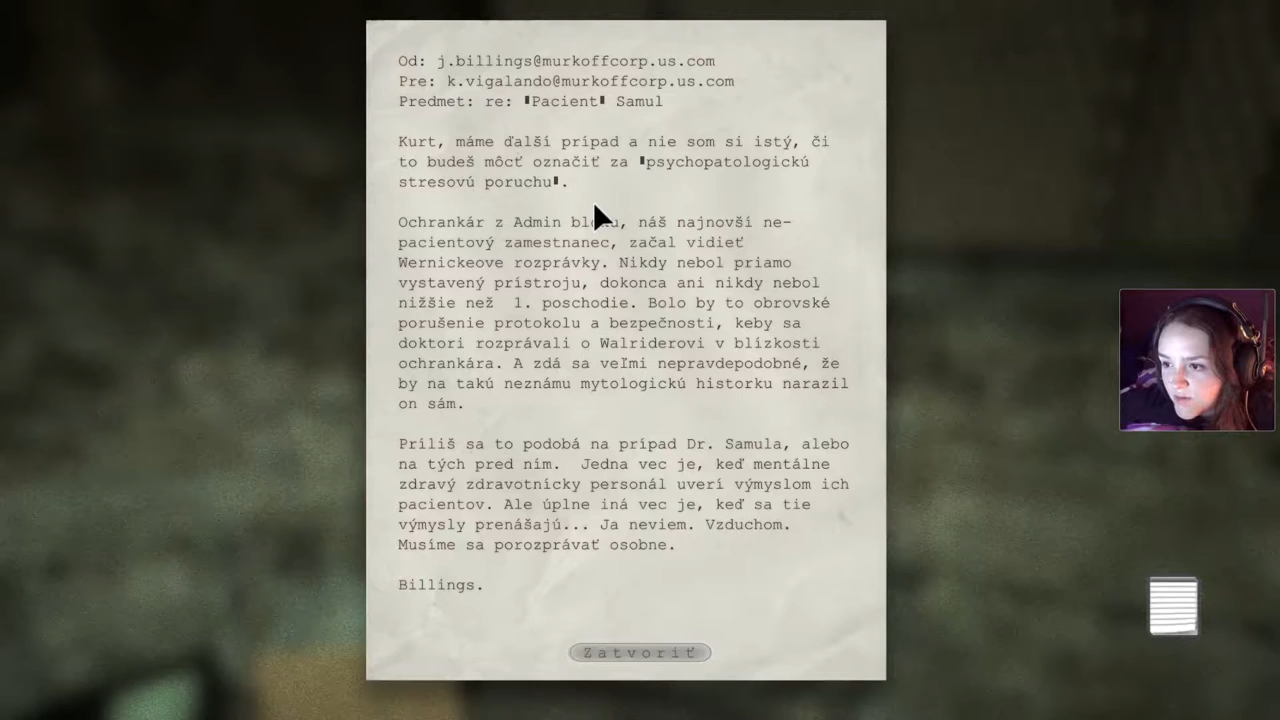 Od: j.billings@murkoffcorp.us.com
Pre: k.vigalando@murkoffcorp.us.com
Predmet: re: ▮Pacient▮ Samul
Kurt, máme ďalší prípad a nie som si istý, či
to budeš môcť označiť za ▮psychopatologickú
stresovú poruchu▮.
Ochrankár z Admin bloku, náš najnovší ne-
pacientový zamestnanec, začal vidieť
Wernickeove rozprávky. Nikdy nebol priamo
vystavený prístroju, dokonca ani nikdy nebol
nižšie než  1. poschodie. Bolo by to obrovské
porušenie protokolu a bezpečnosti, keby sa
doktori rozprávali o Walriderovi v blízkosti
ochrankára. A zdá sa veľmi nepravdepodobné, že
by na takú neznámu mytologickú historku narazil
on sám.
Príliš sa to podobá na prípad Dr. Samula, alebo
na tých pred ním.  Jedna vec je, keď mentálne
zdravý zdravotnícky personál uverí výmyslom ich
pacientov. Ale úplne iná vec je, keď sa tie
výmysly prenášajú... Ja neviem. Vzduchom.
Musíme sa porozprávať osobne.
Billings.
Zatvoriť